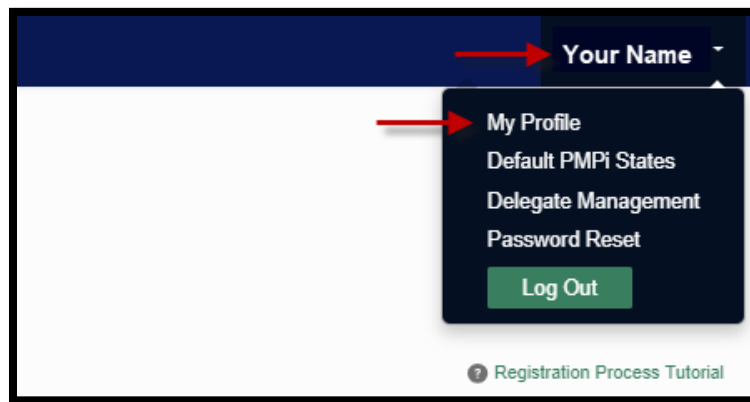 Your Name
My Profile
Default PMPi States
Delegate Management
Password Reset
Log Out
? Registration Process Tutorial